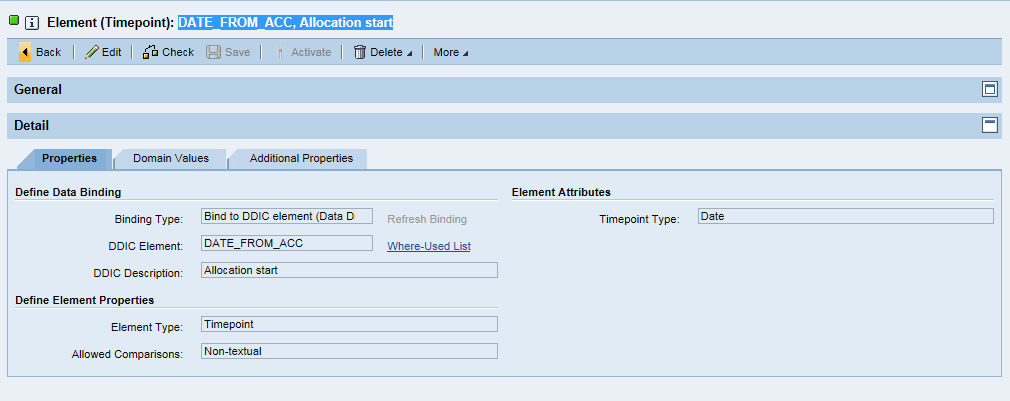 Element (Timepoint): DATE_FROM_ACC, Allocation start
Back Edit Check Save Activate Delete More
General
Detail
Properties Domain Values Additional Properties
Define Data Binding
Binding Type: Bind to DDIC element (Data D Refresh Binding
DDIC Element: DATE_FROM_ACC Where-Used List
DDIC Description: Allocation start
Define Element Properties
Element Type: Timepoint
Allowed Comparisons: Non-textual
Element Attributes
Timepoint Type: Date